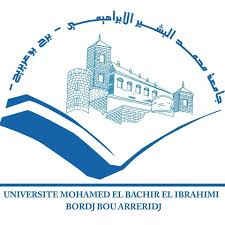 جامعة محمد البشير الإبراهيمي - برج بوعريريج -
UNIVERSITE MOHAMED EL BACHIR EL IBRAHIMI
BORDJ BOU ARRERIDJ